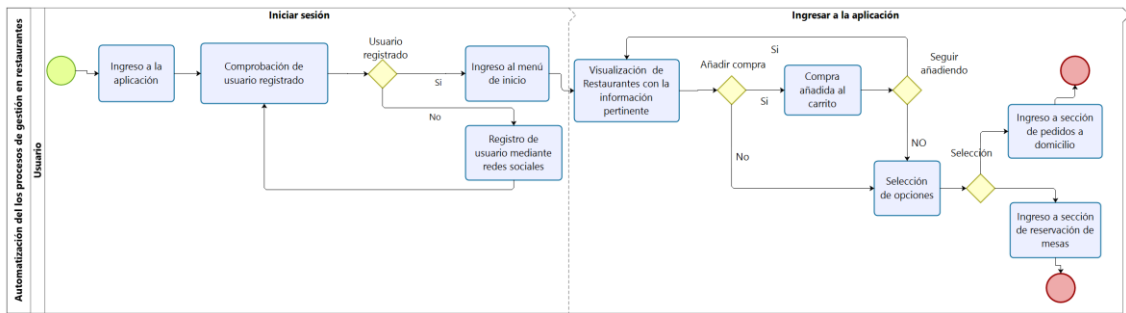 Automatización del los procesos de gestión en restaurantes
Usuario
Iniciar sesión
Ingresar a la aplicación
Ingreso a la
aplicación
Comprobación de
usuario registrado
Usuario
registrado
Si
No
Ingreso al menú
de inicio
Registro de
usuario mediante
redes sociales
Visualización de
Restaurantes con la
información
pertinente
Añadir compra
Si
No
Compra
añadida al
carrito
Si
Seguir
añadiendo
NO
Selección
de opciones
Selección
Ingreso a sección
de pedidos a
domicilio
Ingreso a sección
de reservación de
mesas